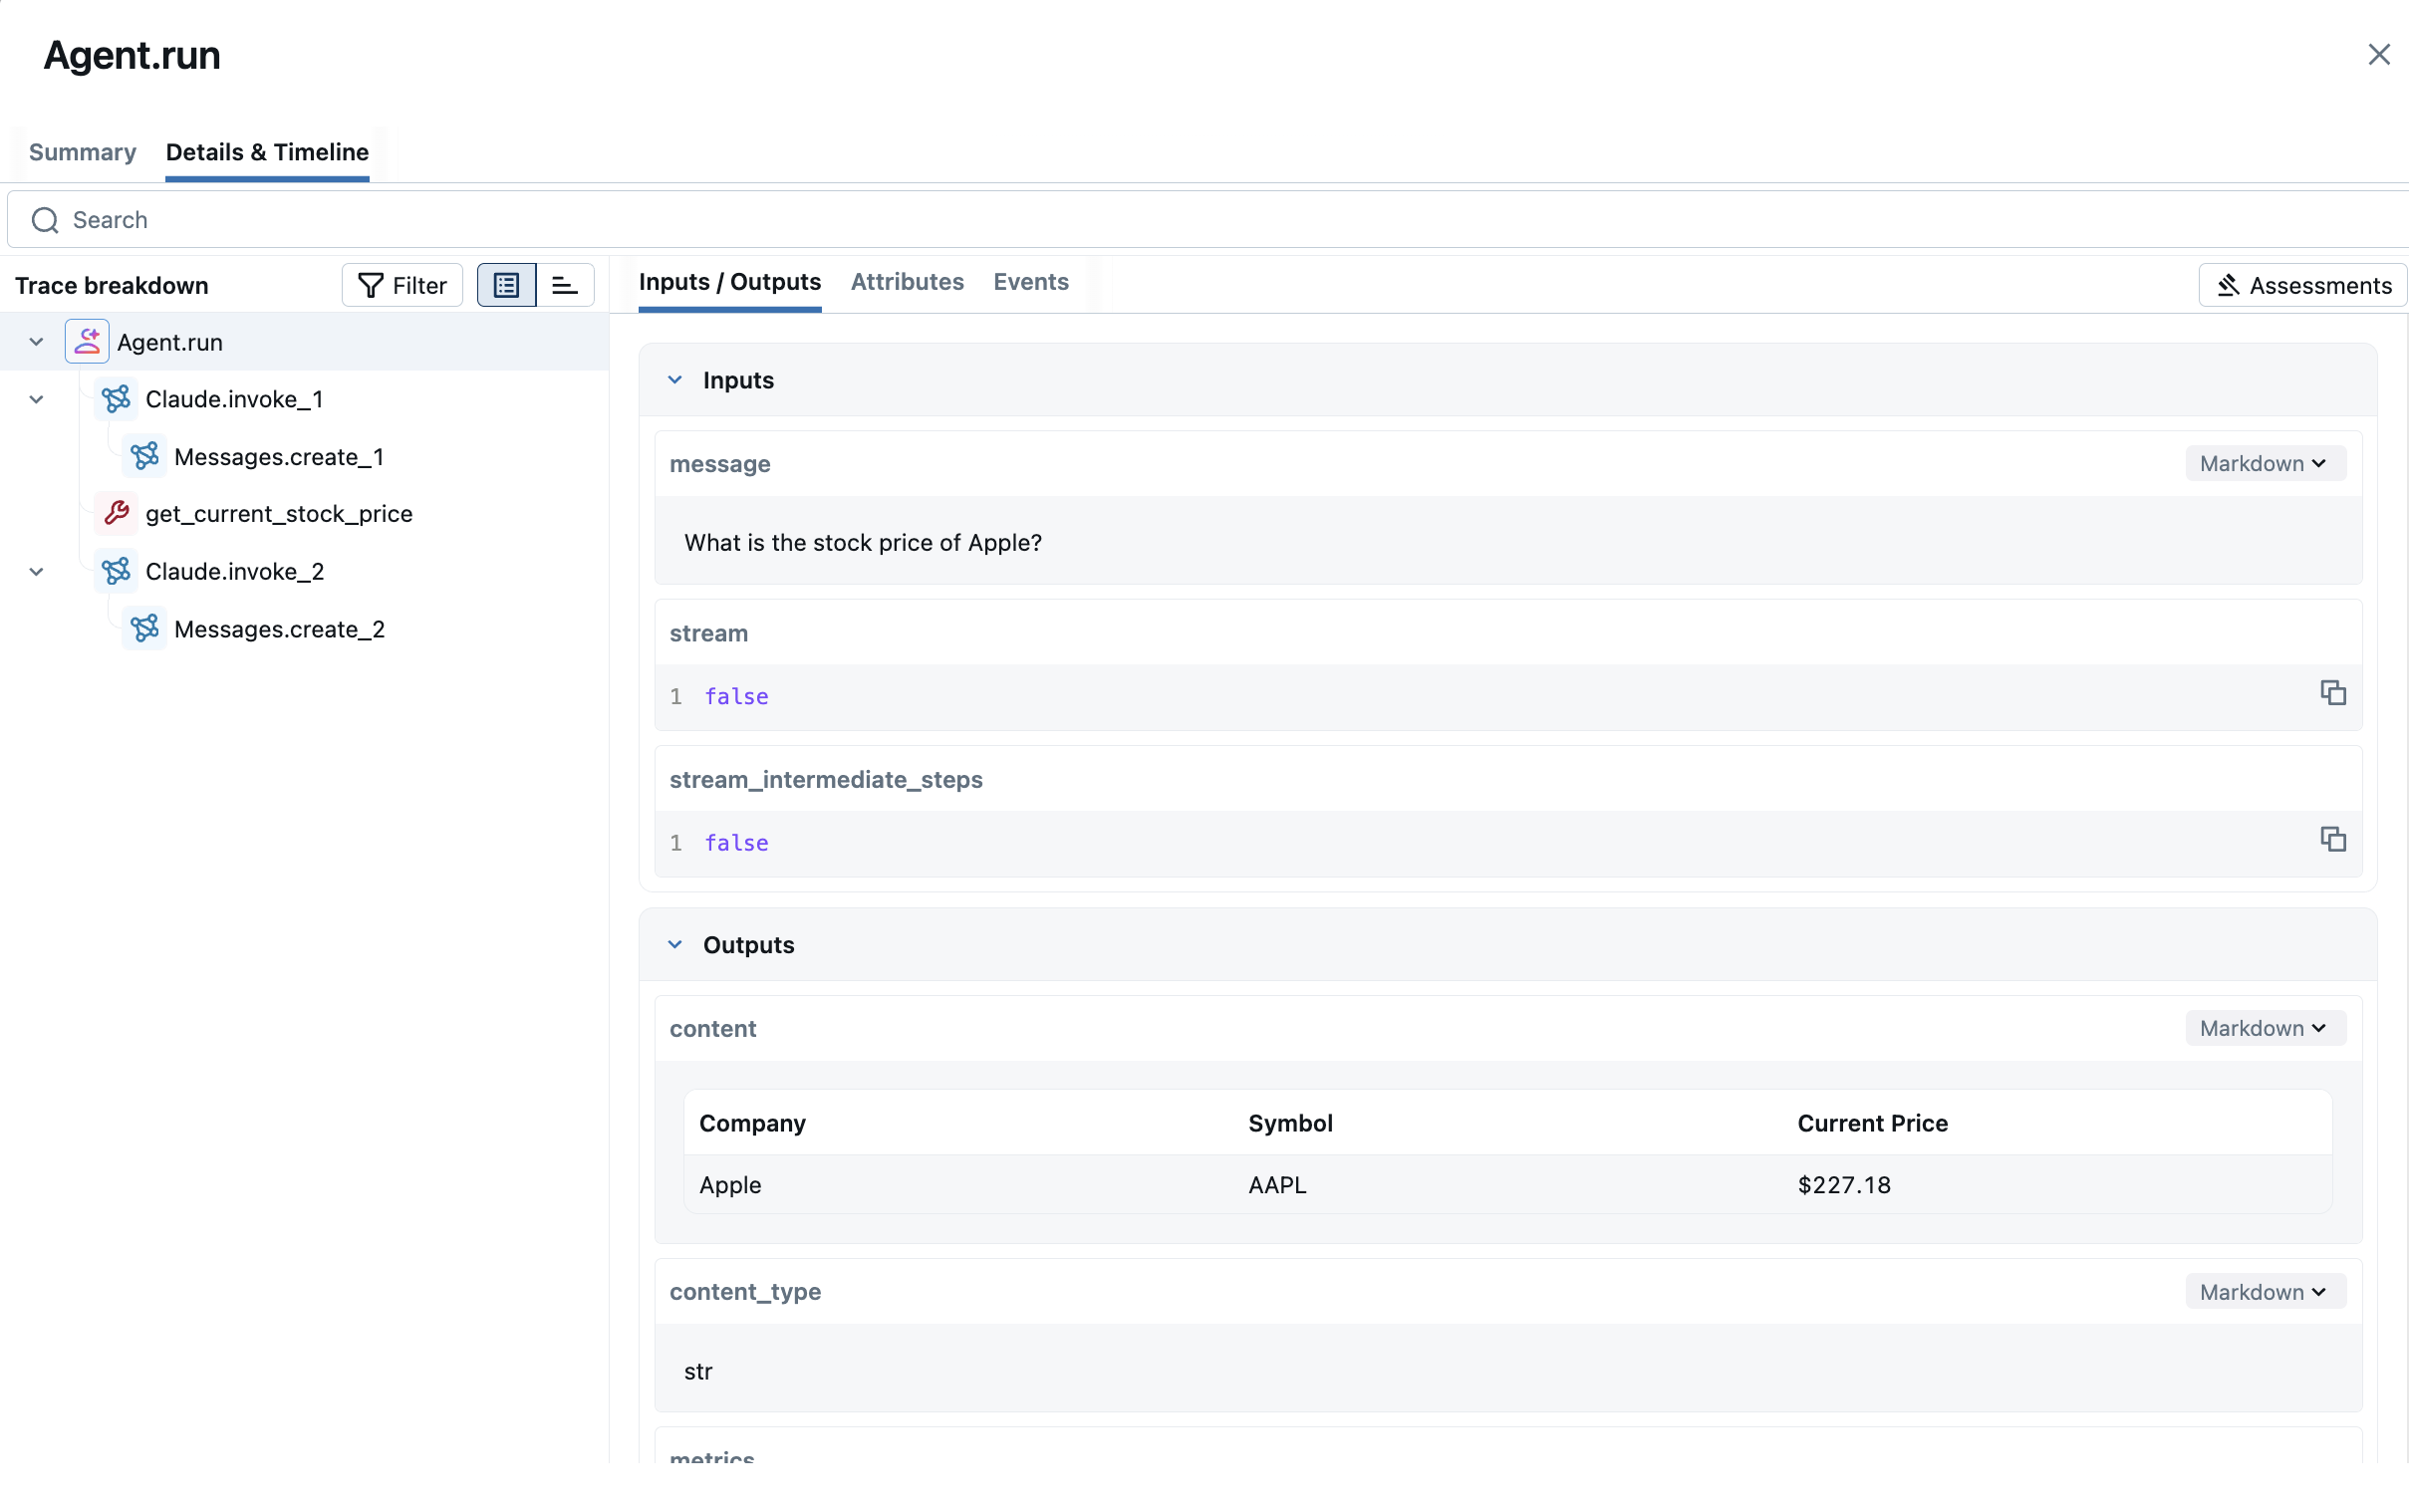 Agent.run
Summary
Details & Timeline
Search
Trace breakdown
Filter
Agent.run
Claude.invoke_1
Messages.create_1
get_current_stock_price
Claude.invoke_2
Messages.create_2
Inputs / Outputs
Attributes
Events
Assessments
Inputs
message
Markdown
What is the stock price of Apple?
stream
1 false
stream_intermediate_steps
1 false
Outputs
content
Markdown
Company Symbol Current Price
Apple AAPL $227.18
content_type
Markdown
str
metrics